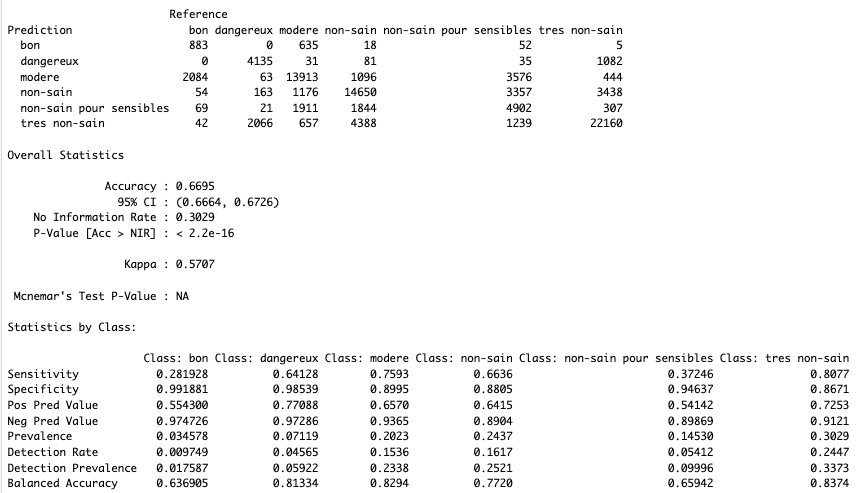 Reference
Prediction bon dangereux modere non-sain non-sain pour sensibles tres non-sain
bon 883 0 635 18 52 5
dangereux 0 4135 31 81 35 1082
modere 2084 63 13913 1096 3576 444
non-sain 54 163 1176 14650 3357 3438
non-sain pour sensibles 69 21 1911 1844 4902 307
tres non-sain 42 2066 657 4388 1239 22160
Overall Statistics
Accuracy : 0.6695
95% CI : (0.6664, 0.6726)
No Information Rate : 0.3029
P-Value [Acc > NIR] : < 2.2e-16
Kappa : 0.5707
Mcnemar's Test P-Value : NA
Statistics by Class:
Class: bon Class: dangereux Class: modere Class: non-sain Class: non-sain pour sensibles Class: tres non-sain
Sensitivity 0.281928 0.64128 0.7593 0.6636 0.37246 0.8077
Specificity 0.991881 0.98539 0.8995 0.8805 0.94637 0.8671
Pos Pred Value 0.554300 0.77088 0.6570 0.6415 0.54142 0.7253
Neg Pred Value 0.974726 0.97286 0.9365 0.8904 0.89869 0.9121
Prevalence 0.034578 0.07119 0.2023 0.2437 0.14530 0.3029
Detection Rate 0.009749 0.04565 0.1536 0.1617 0.05412 0.2447
Detection Prevalence 0.017587 0.05922 0.2338 0.2521 0.09996 0.3373
Balanced Accuracy 0.636905 0.81334 0.8294 0.7720 0.65942 0.8374